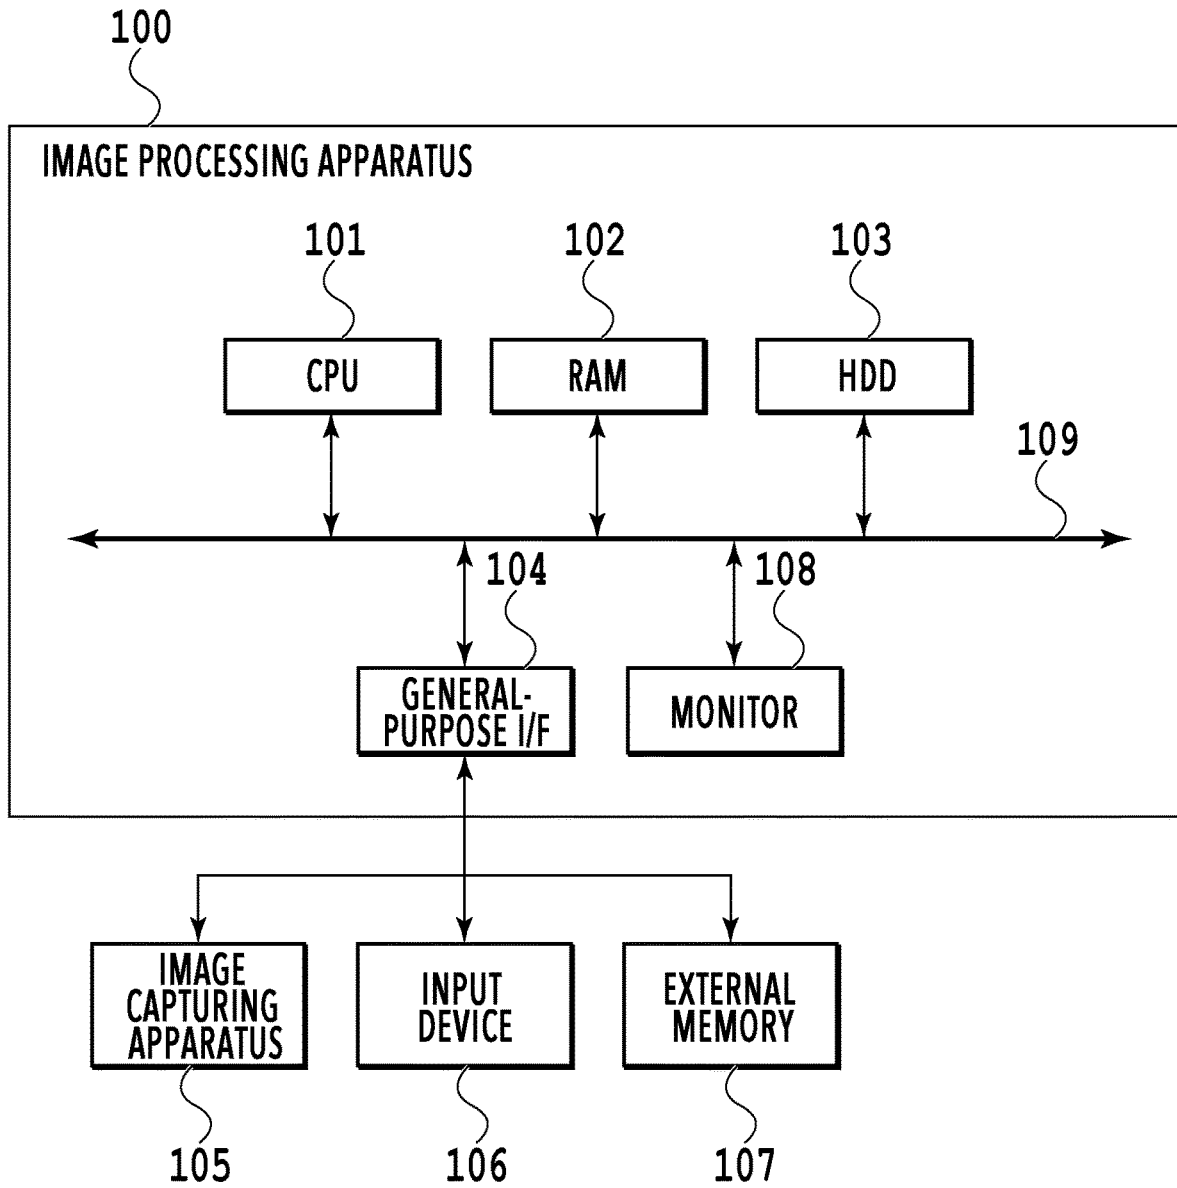 100
IMAGE PROCESSING APPARATUS
101
102
103
CPU
RAM
HDD
109
104
108
GENERAL-
PURPOSE I/F
MONITOR
IMAGE
CAPTURING
APPARATUS
INPUT
DEVICE
EXTERNAL
MEMORY
105
106
107